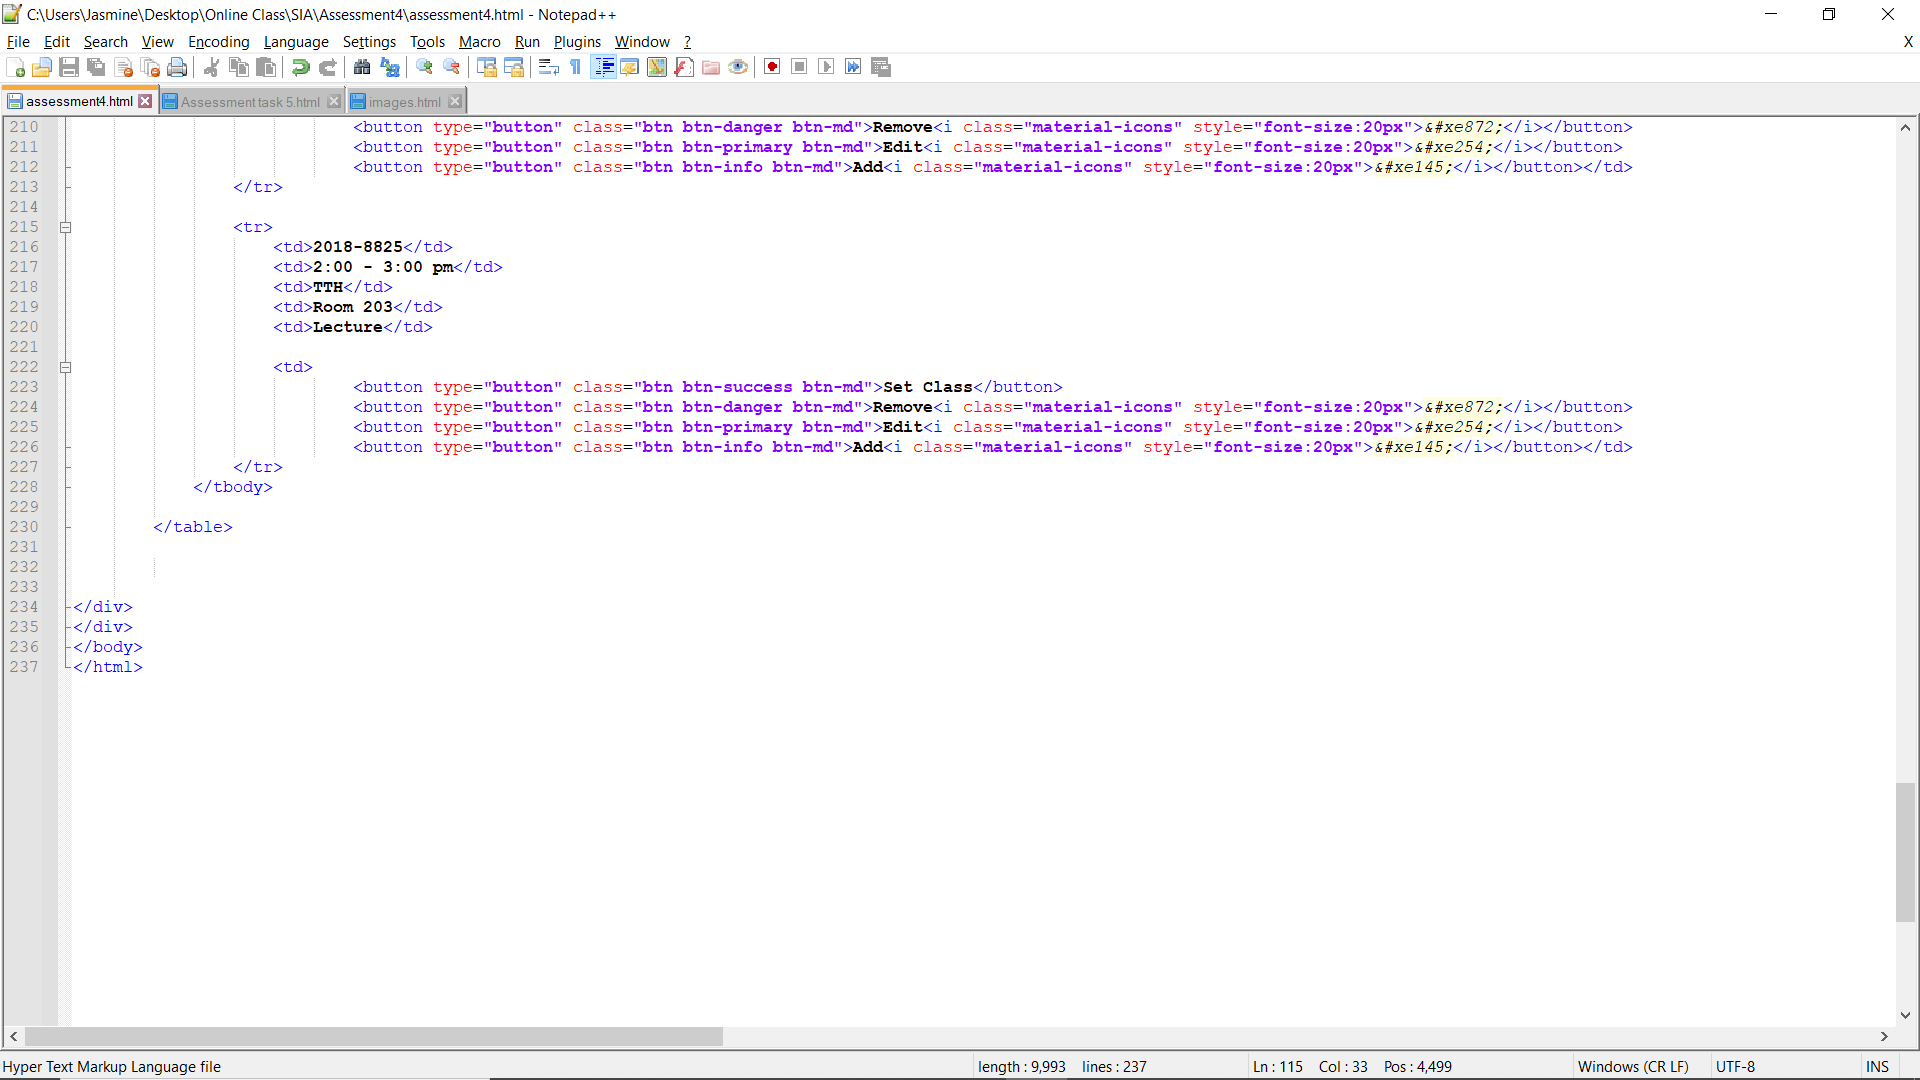 C:\Users\Jasmine\Desktop\Online Class\SIA\Assessment4\assessment4.html - Notepad++
File Edit Search View Encoding Language Settings Tools Macro Run Plugins Window ? X
assessment4.html Assessment task 5.html images.html
210 <button type="button" class="btn btn-danger btn-md">Remove<i class="material-icons" style="font-size:20px">&#xe872;</i></button>
211 <button type="button" class="btn btn-primary btn-md">Edit<i class="material-icons" style="font-size:20px">&#xe254;</i></button>
212 <button type="button" class="btn btn-info btn-md">Add<i class="material-icons" style="font-size:20px">&#xe145;</i></button></td>
213 </tr>
214
215 <tr>
216 <td>2018-8825</td>
217 <td>2:00 - 3:00 pm</td>
218 <td>TTH</td>
219 <td>Room 203</td>
220 <td>Lecture</td>
221
222 <td>
223 <button type="button" class="btn btn-success btn-md">Set Class</button>
224 <button type="button" class="btn btn-danger btn-md">Remove<i class="material-icons" style="font-size:20px">&#xe872;</i></button>
225 <button type="button" class="btn btn-primary btn-md">Edit<i class="material-icons" style="font-size:20px">&#xe254;</i></button>
226 <button type="button" class="btn btn-info btn-md">Add<i class="material-icons" style="font-size:20px">&#xe145;</i></button></td>
227 </tr>
228 </tbody>
229
230 </table>
231
232
233
234 </div>
235 </div>
236 </body>
237 </html>
Hyper Text Markup Language file length : 9,993 lines : 237 Ln : 115 Col : 33 Pos : 4,499 Windows (CR LF) UTF-8 INS